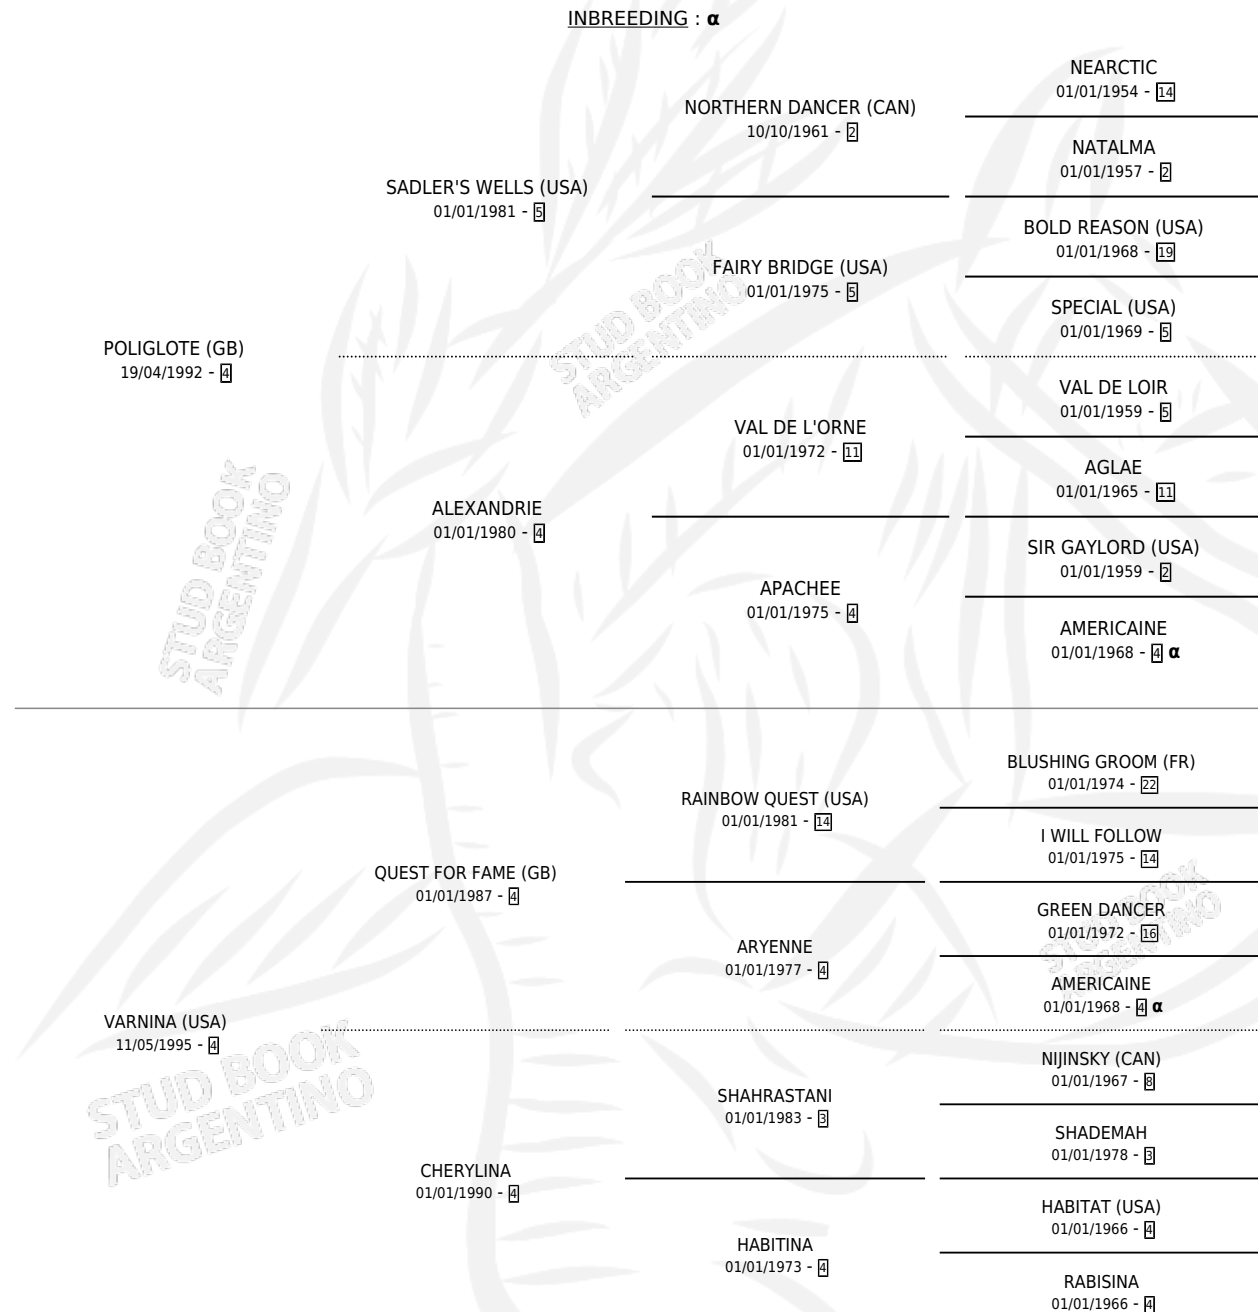 INBREEDING : α
NEARCTIC
01/01/1954 - 14
NORTHERN DANCER (CAN)
10/10/1961 - 2
NATALMA
01/01/1957 - 2
SADLER'S WELLS (USA)
01/01/1981 - 5
BOLD REASON (USA)
01/01/1968 - 19
FAIRY BRIDGE (USA)
01/01/1975 - 5
SPECIAL (USA)
01/01/1969 - 5
STUD BOOK
ARGENTINO
POLIGLOTE (GB)
19/04/1992 - 4
VAL DE LOIR
01/01/1959 - 5
VAL DE L'ORNE
01/01/1972 - 11
AGLAE
01/01/1965 - 11
ALEXANDRIE
01/01/1980 - 4
SIR GAYLORD (USA)
01/01/1959 - 2
APACHEE
01/01/1975 - 4
AMERICAINE
01/01/1968 - 4 α
STUD BOOK
ARGENTINO
BLUSHING GROOM (FR)
01/01/1974 - 22
RAINBOW QUEST (USA)
01/01/1981 - 14
I WILL FOLLOW
01/01/1975 - 14
QUEST FOR FAME (GB)
01/01/1987 - 4
GREEN DANCER
01/01/1972 - 16
ARYENNE
01/01/1977 - 4
AMERICAINE
01/01/1968 - 4 α
STUD BOOK
ARGENTINO
VARNINA (USA)
11/05/1995 - 4
NIJINSKY (CAN)
01/01/1967 - 8
SHAHRASTANI
01/01/1983 - 3
SHADEMAH
01/01/1978 - 3
CHERYLINA
01/01/1990 - 4
HABITAT (USA)
01/01/1966 - 4
HABITINA
01/01/1973 - 4
RABISINA
01/01/1966 - 4
STUD BOOK
ARGENTINO